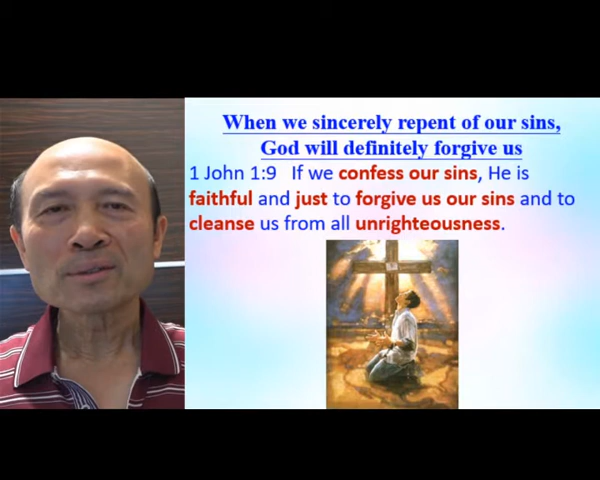 When we sincerely repent of our sins,
God will definitely forgive us
1 John 1:9 If we confess our sins, He is
faithful and just to forgive us our sins and to
cleanse us from all unrighteousness.